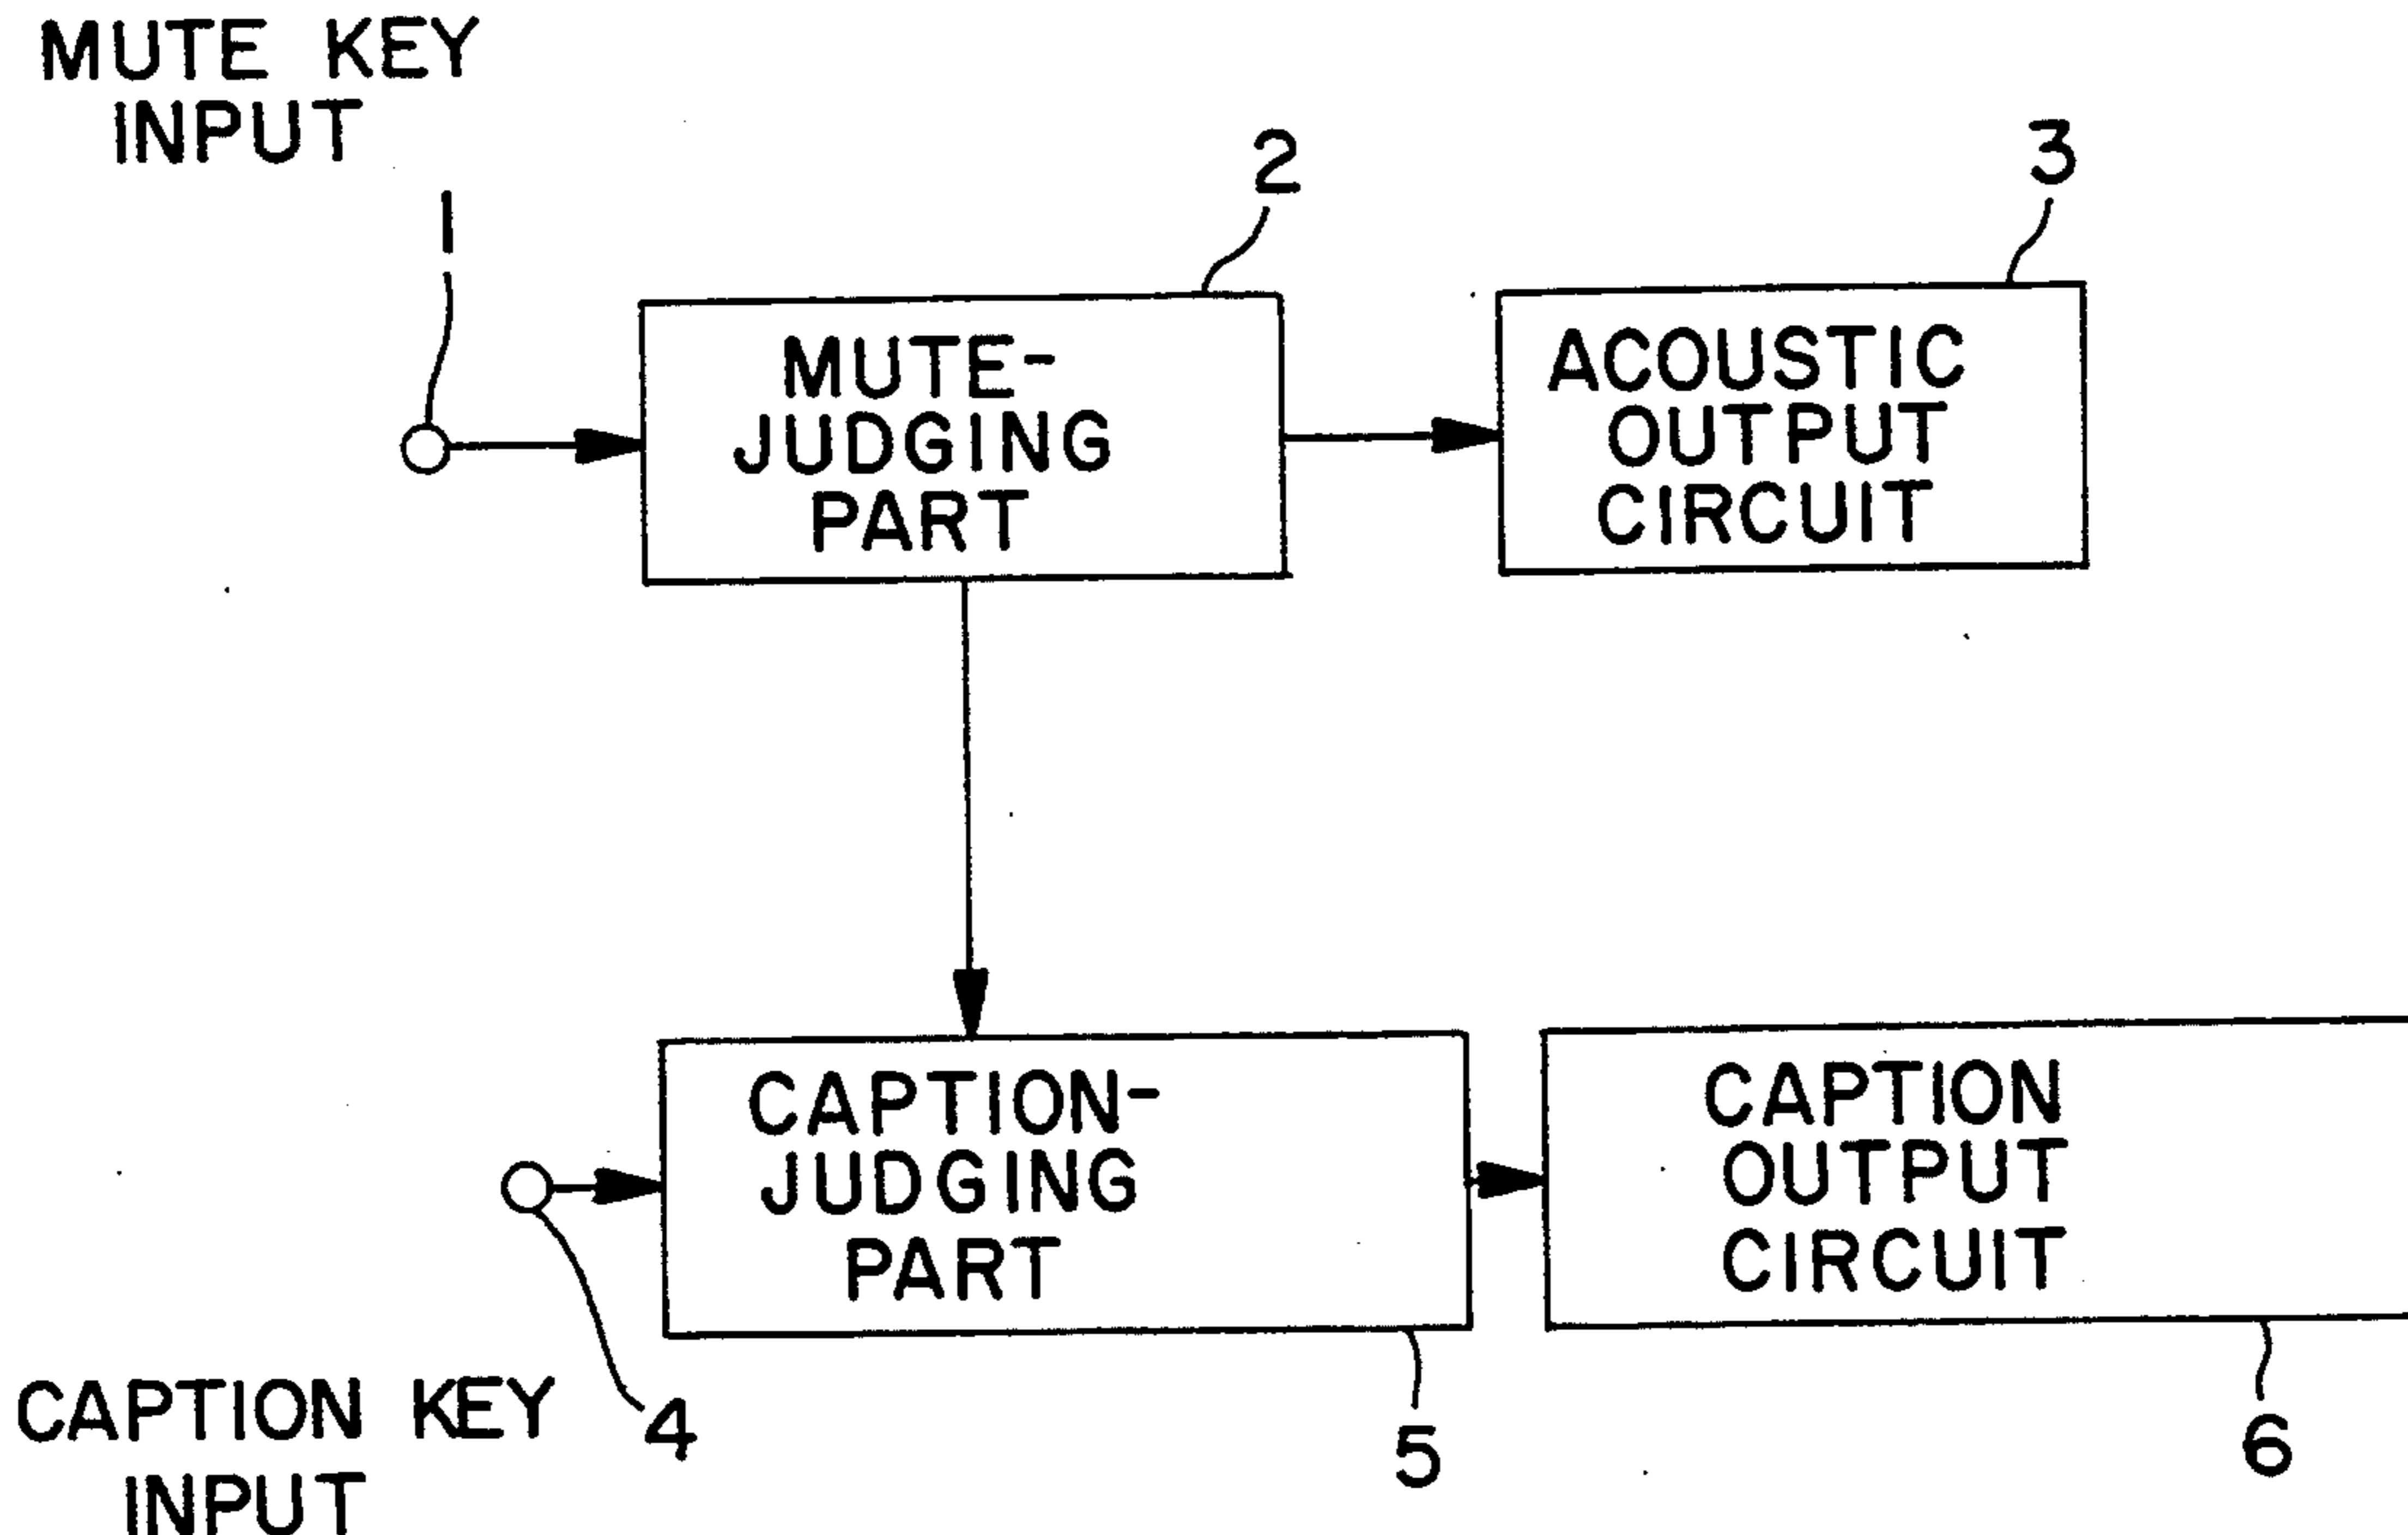 MUTE KEY
INPUT
1
2
3
MUTE-
JUDGING
PART
ACOUSTIC
OUTPUT
CIRCUIT
CAPTION-
JUDGING
PART
CAPTION
OUTPUT
CIRCUIT
CAPTION KEY
INPUT
4
5
6